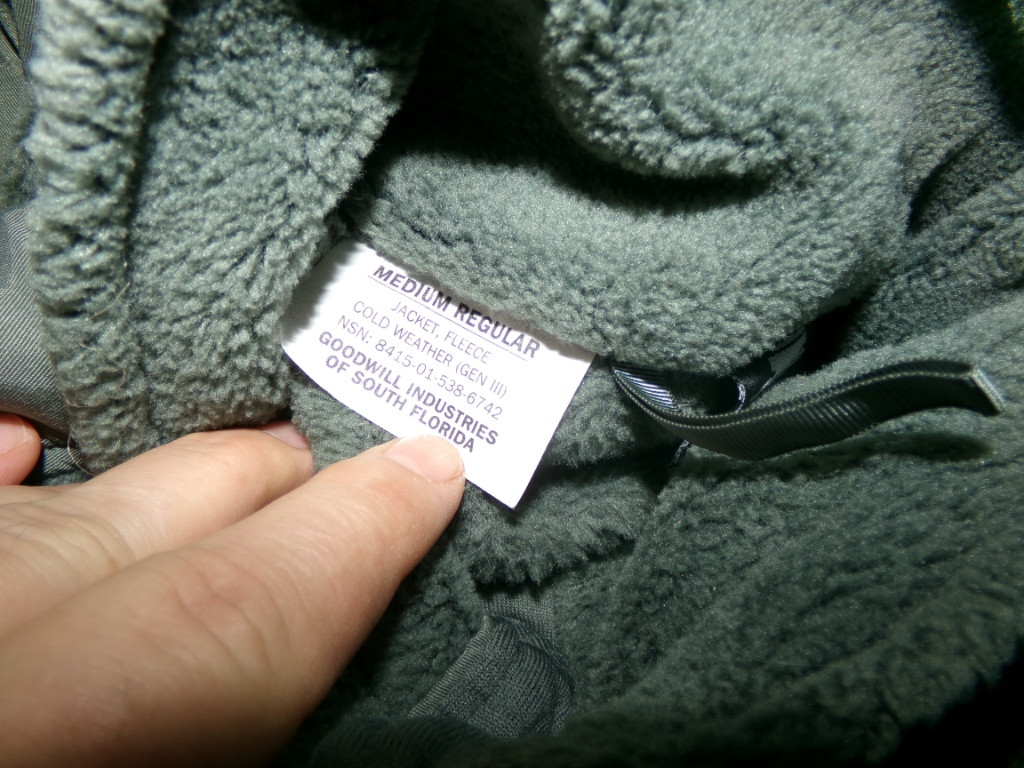 MEDIUM REGULAR
JACKET, FLEECE
COLD WEATHER (GEN III)
NSN: 8415-01-538-6742
GOODWILL INDUSTRIES
OF SOUTH FLORIDA